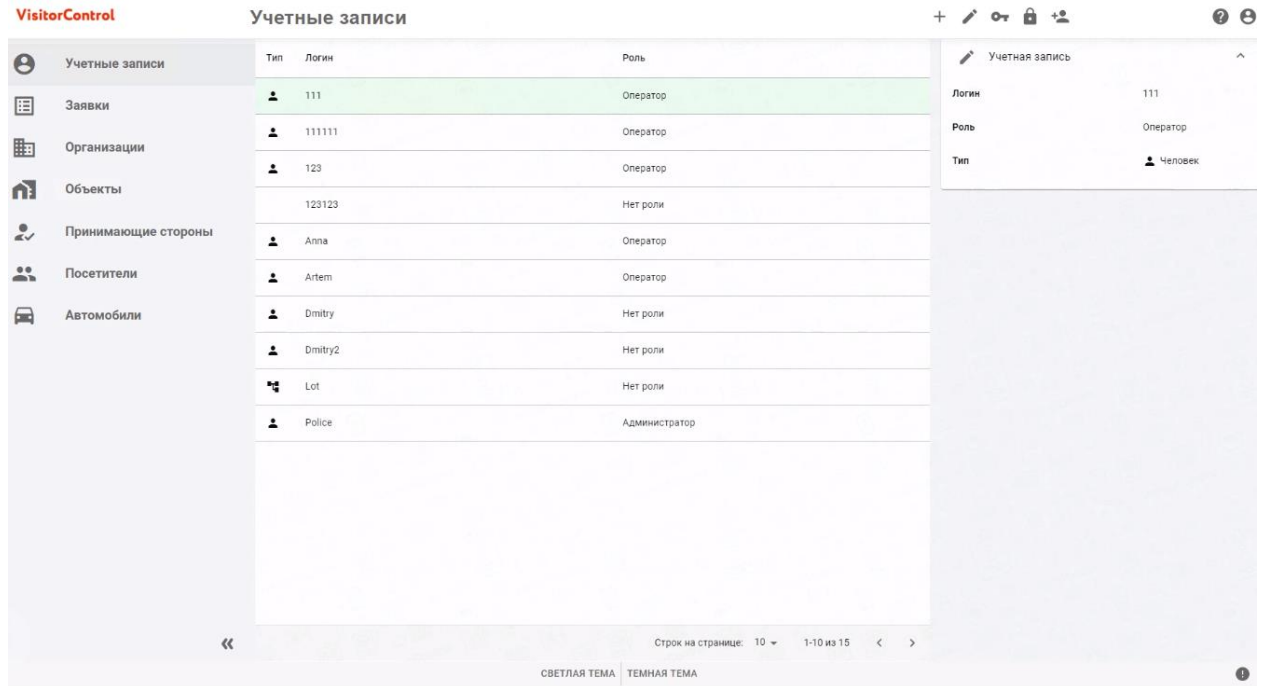 VisitorControl
Учетные записи
Учетные записи
Заявки
Организации
Объекты
Принимающие стороны
Посетители
Автомобили
Тип Логин Роль
111 Оператор
111111 Оператор
123 Оператор
123123 Нет роли
Anna Оператор
Artem Оператор
Dmitry Нет роли
Dmitry2 Нет роли
Lot Нет роли
Police Администратор
Строк на странице: 10 1-10 из 15
Учетная запись
Логин 111
Роль Оператор
Тип Человек
СВЕТЛАЯ ТЕМА ТЕМНАЯ ТЕМА